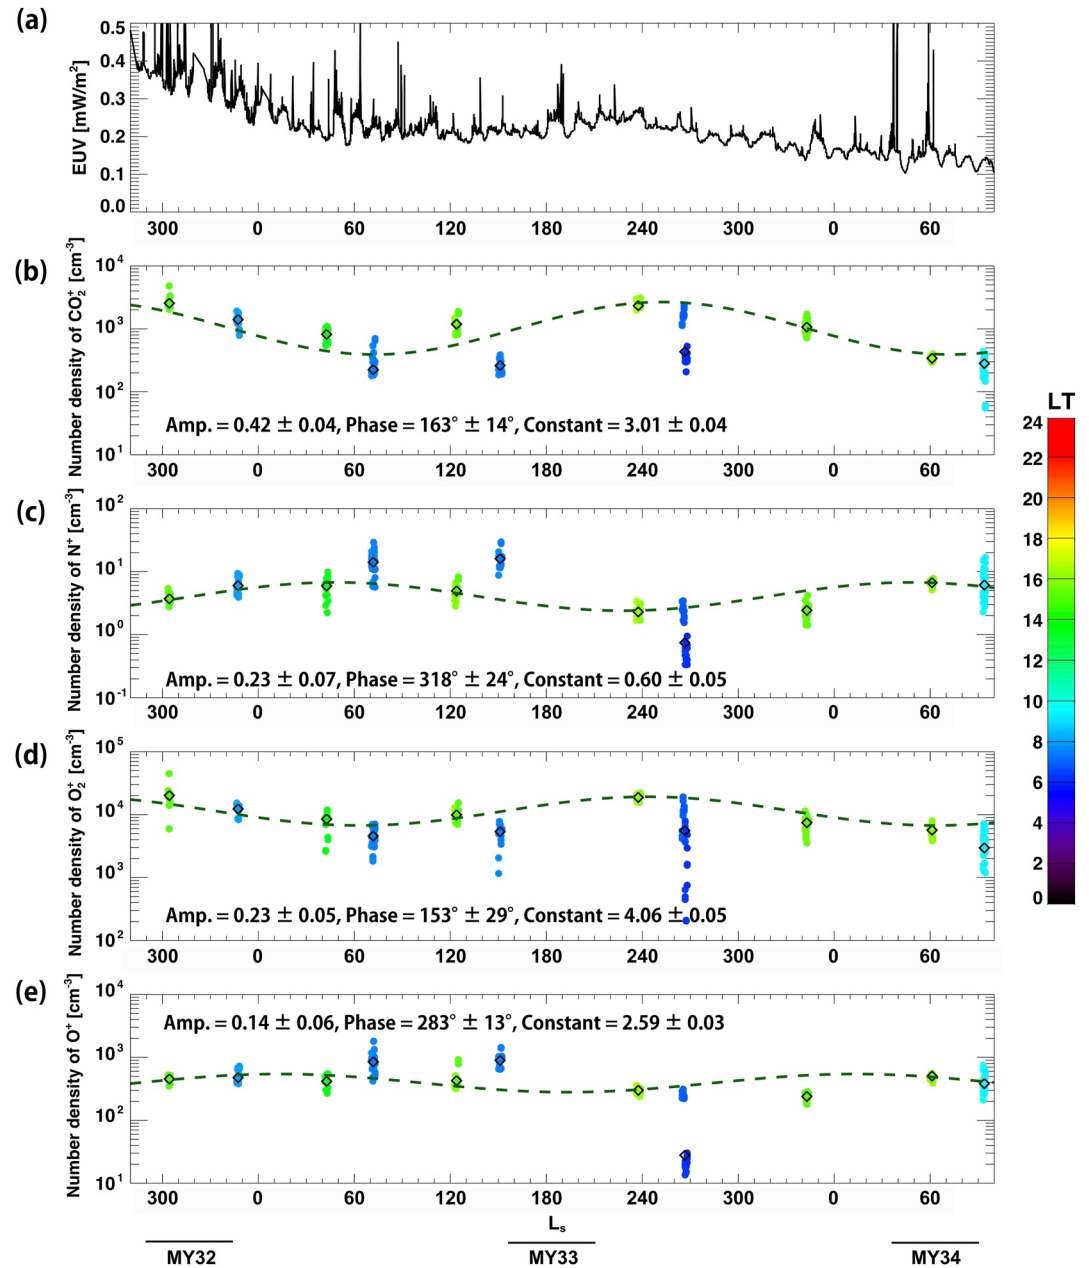 (a)
EUV [mW/m²]
0.5
0.4
0.3
0.2
0.1
0.0
300 0 60 120 180 240 300 0 60
(b)
Number density of CO₂⁺ [cm⁻³]
10⁴
10³
10²
10¹
Amp. = 0.42 ± 0.04, Phase = 163° ± 14°, Constant = 3.01 ± 0.04
300 0 60 120 180 240 300 0 60
(c)
Number density of N⁺ [cm⁻³]
10²
10¹
10⁰
10⁻¹
Amp. = 0.23 ± 0.07, Phase = 318° ± 24°, Constant = 0.60 ± 0.05
300 0 60 120 180 240 300 0 60
(d)
Number density of O₂⁺ [cm⁻³]
10⁵
10⁴
10³
10²
Amp. = 0.23 ± 0.05, Phase = 153° ± 29°, Constant = 4.06 ± 0.05
300 0 60 120 180 240 300 0 60
(e)
Number density of O⁺ [cm⁻³]
10⁴
10³
10²
10¹
Amp. = 0.14 ± 0.06, Phase = 283° ± 13°, Constant = 2.59 ± 0.03
300 0 60 120 180 240 300 0 60
Lₛ
MY32 MY33 MY34
LT
24
22
20
18
16
14
12
10
8
6
4
2
0